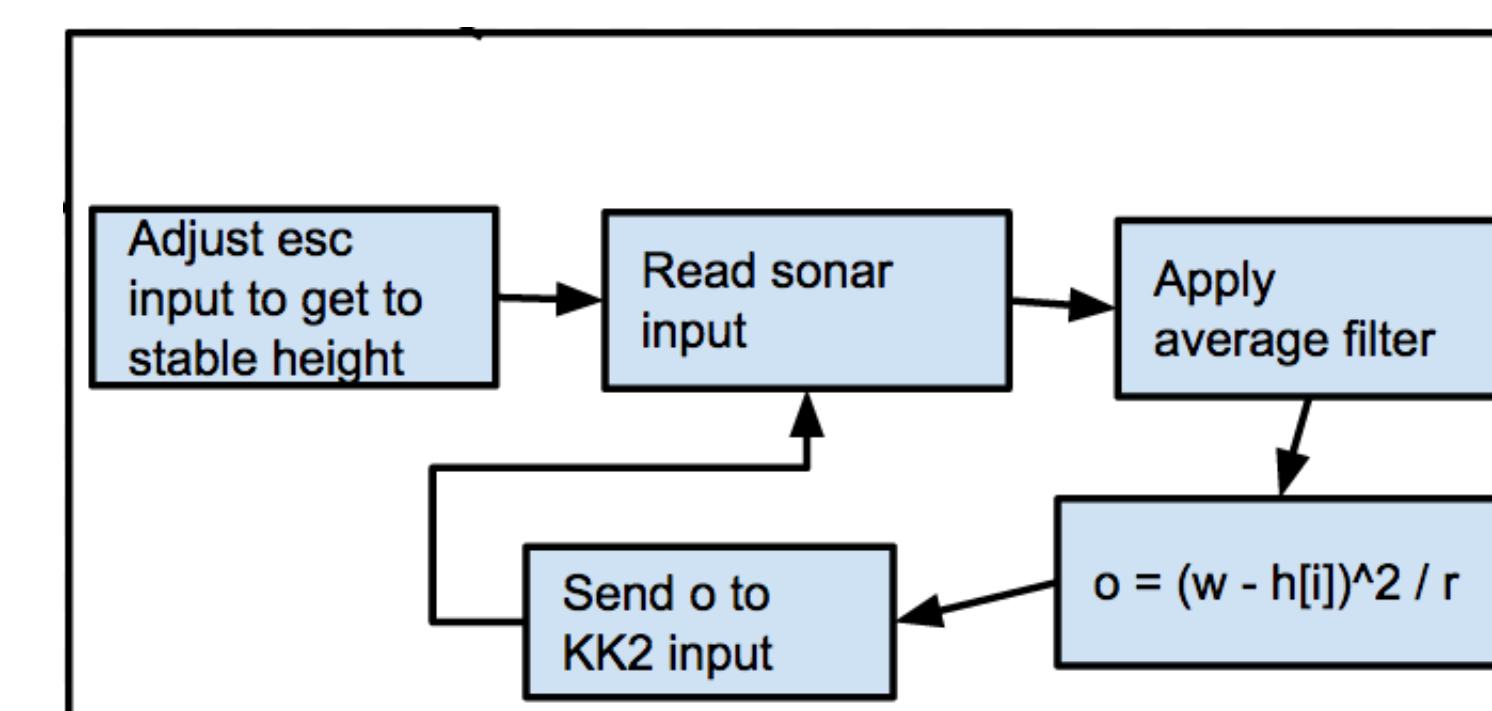 Adjust esc
input to get to
stable height
Read sonar
input
Apply
average filter
o = (w - h[i])^2 / r
Send o to
KK2 input